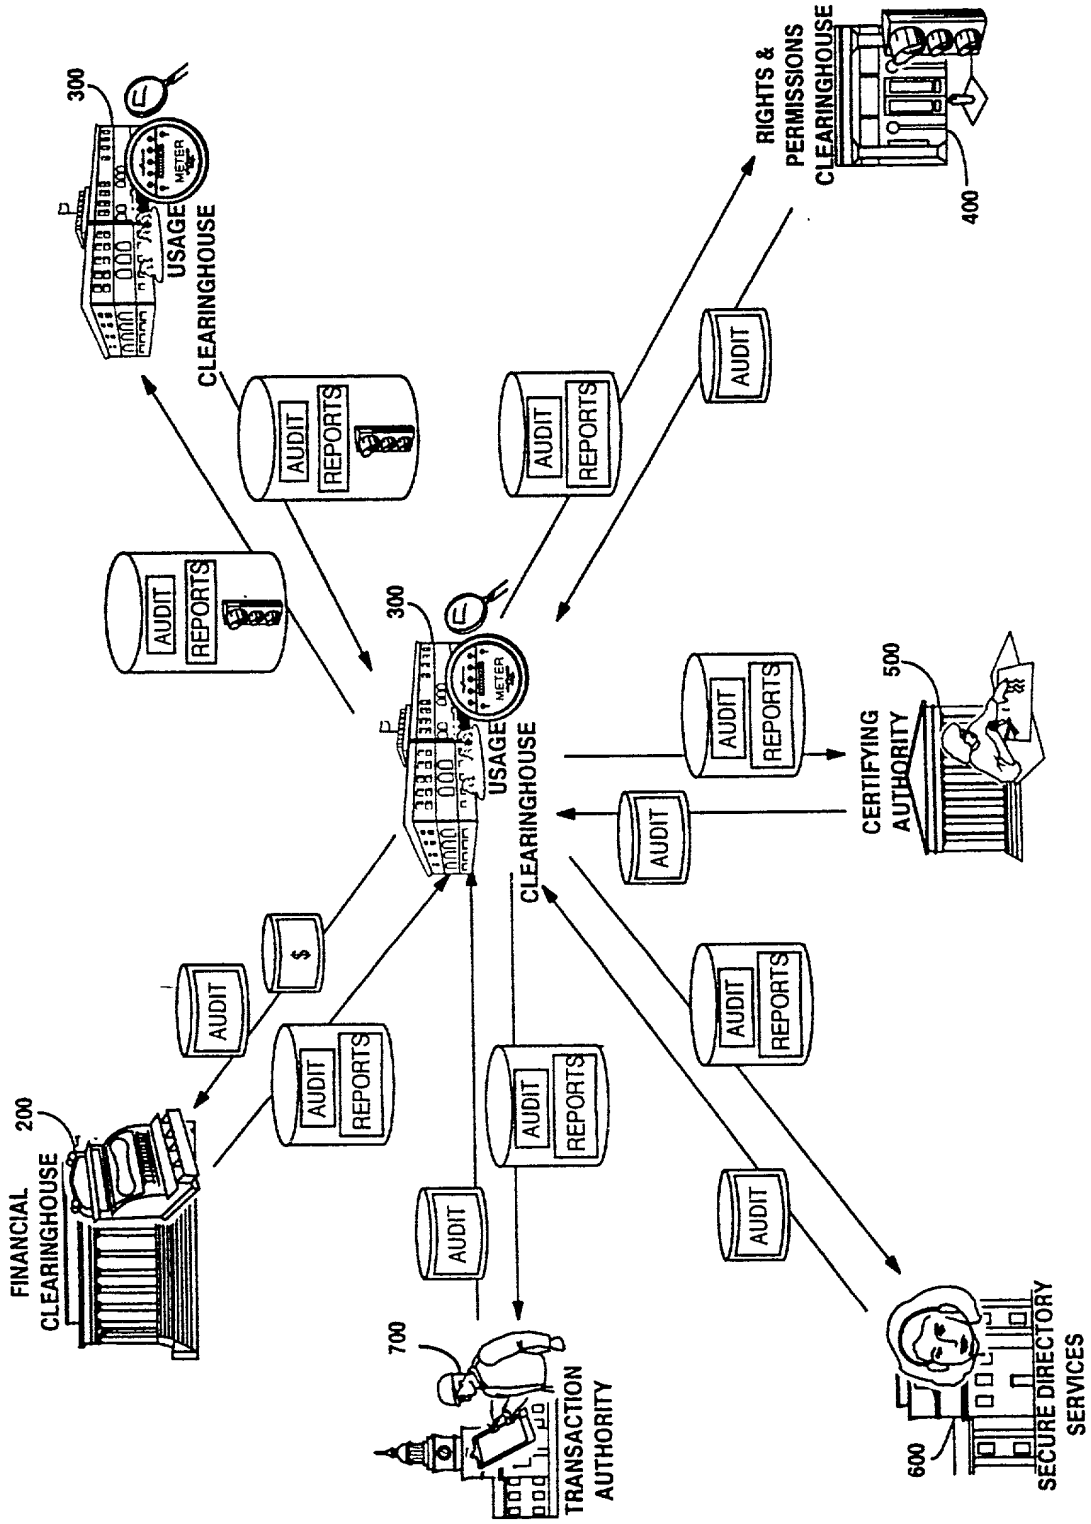 FINANCIAL
CLEARINGHOUSE
200
300
METER
USAGE
CLEARINGHOUSE
AUDIT
REPORTS
AUDIT
$
AUDIT
REPORTS
AUDIT
REPORTS
700
TRANSACTION
AUTHORITY
AUDIT
AUDIT
REPORTS
300
METER
USAGE
CLEARINGHOUSE
AUDIT
REPORTS
AUDIT
RIGHTS &
PERMISSIONS
CLEARINGHOUSE
400
AUDIT
AUDIT
REPORTS
AUDIT
AUDIT
REPORTS
CERTIFYING
AUTHORITY
500
600
SECURE DIRECTORY
SERVICES